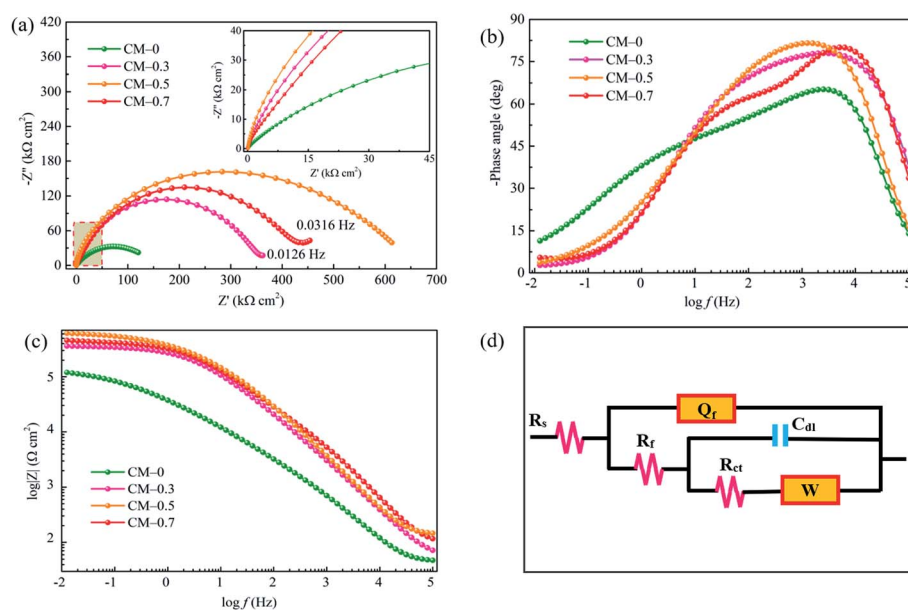 (a)
420
360
300
240
180
120
60
0
-Z'' (kΩ cm²)
CM–0
CM–0.3
CM–0.5
CM–0.7
40
30
20
10
0
-Z'' (kΩ cm²)
0 15 30 45
Z' (kΩ cm²)
0.0316 Hz
0.0126 Hz
0 100 200 300 400 500 600 700
Z' (kΩ cm²)
(b)
90
75
60
45
30
15
0
-Phase angle (deg)
CM–0
CM–0.3
CM–0.5
CM–0.7
-2 -1 0 1 2 3 4 5
log f (Hz)
(c)
5
4
3
2
log|Z| (Ω cm²)
CM–0
CM–0.3
CM–0.5
CM–0.7
-2 -1 0 1 2 3 4 5
log f (Hz)
(d)
Rs
Qf
Cdl
Rf
Rct
W